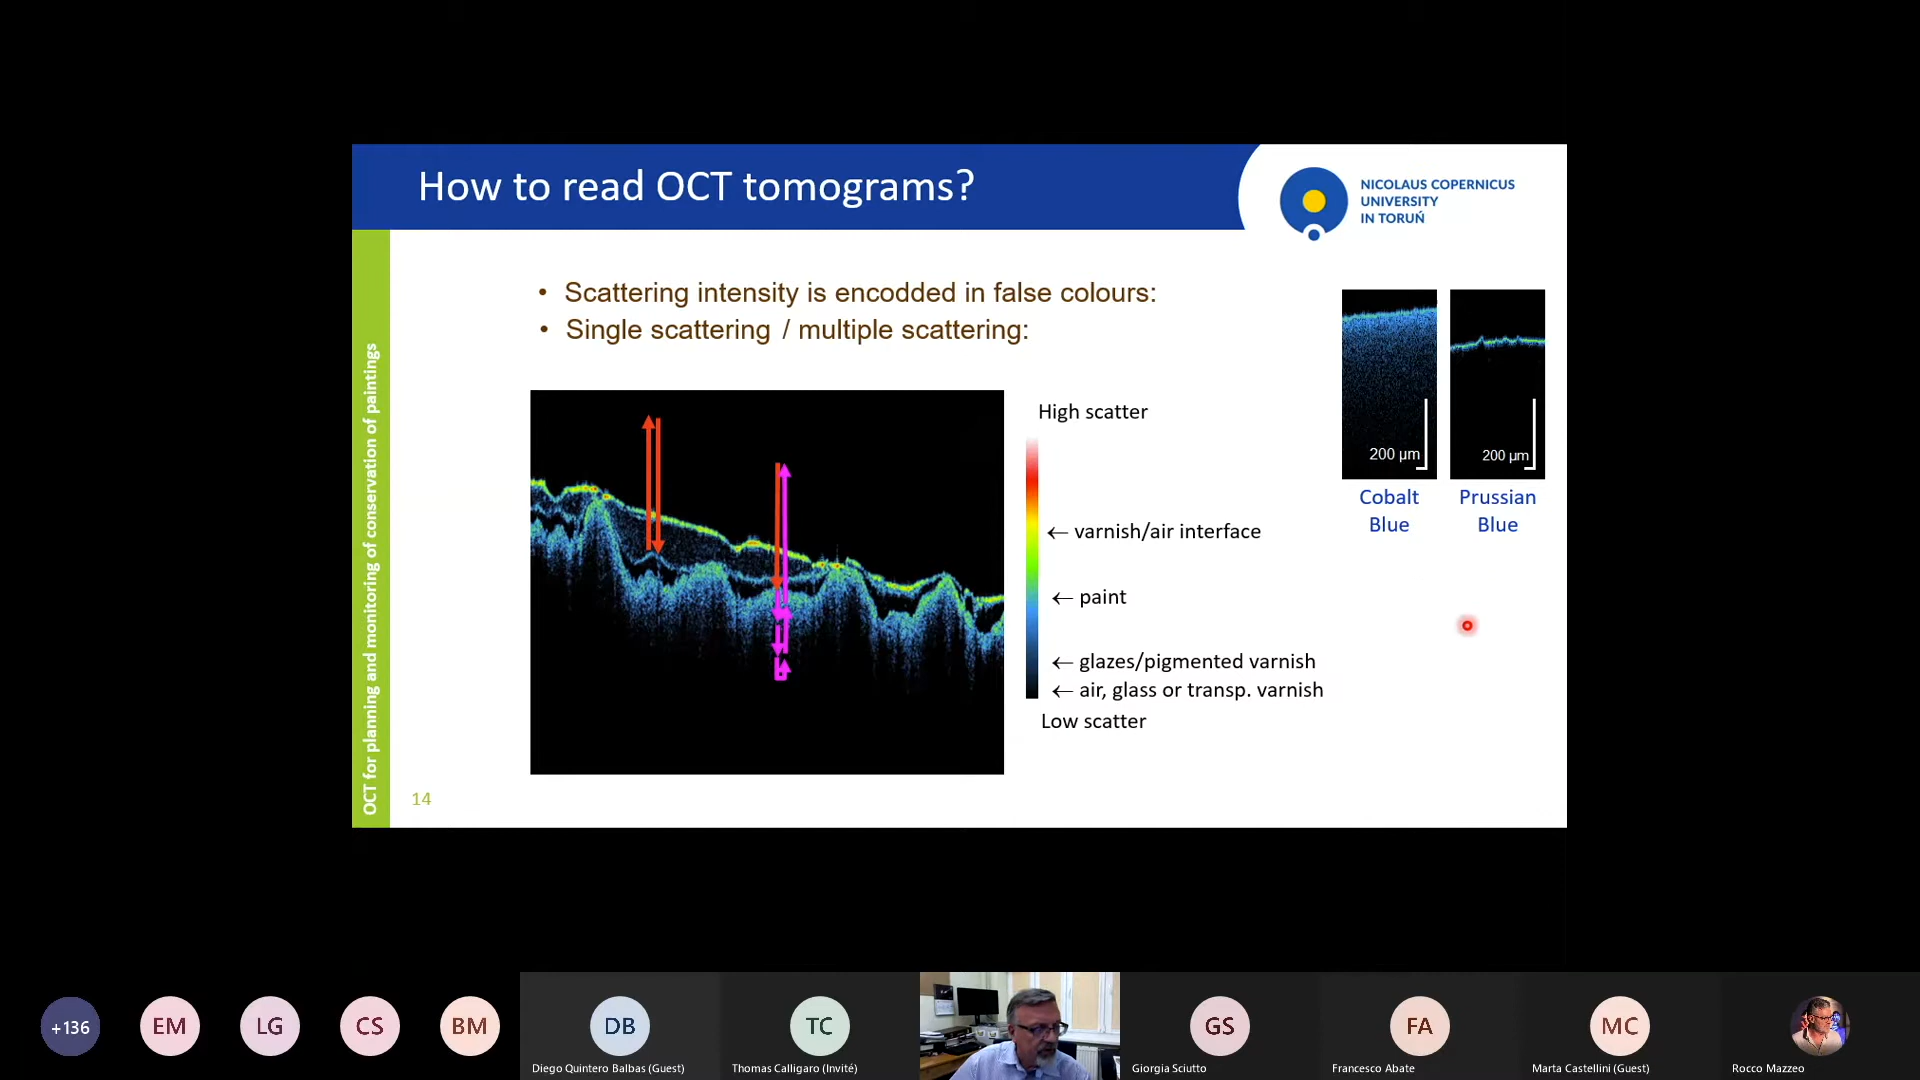 How to read OCT tomograms?
NICOLAUS COPERNICUS
UNIVERSITY
IN TORUŃ
OCT for planning and monitoring of conservation of paintings
• Scattering intensity is encodded in false colours:
• Single scattering / multiple scattering:
High scatter
← varnish/air interface
← paint
← glazes/pigmented varnish
← air, glass or transp. varnish
Low scatter
200 µm
200 µm
Cobalt
Blue
Prussian
Blue
14
+136
EM
LG
CS
BM
DB
Diego Quintero Balbas (Guest)
TC
Thomas Calligaro (Invité)
GS
Giorgia Sciutto
FA
Francesco Abate
MC
Marta Castellini (Guest)
Rocco Mazzeo